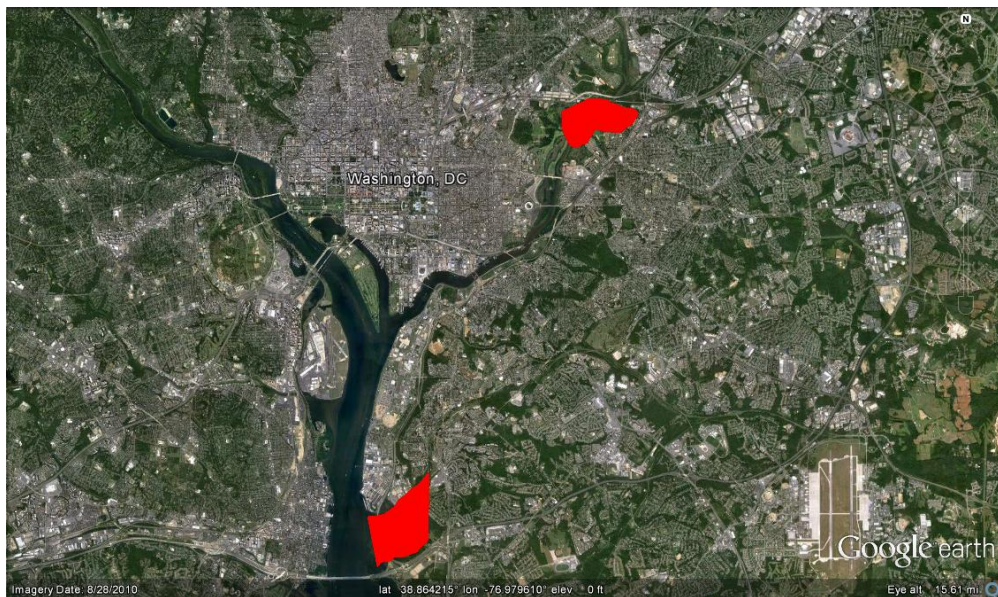 N
Washington, DC
Google earth
Imagery Date: 8/28/2010
lat 38.864215° lon -76.979610° elev 0 ft
Eye alt 15.61 mi